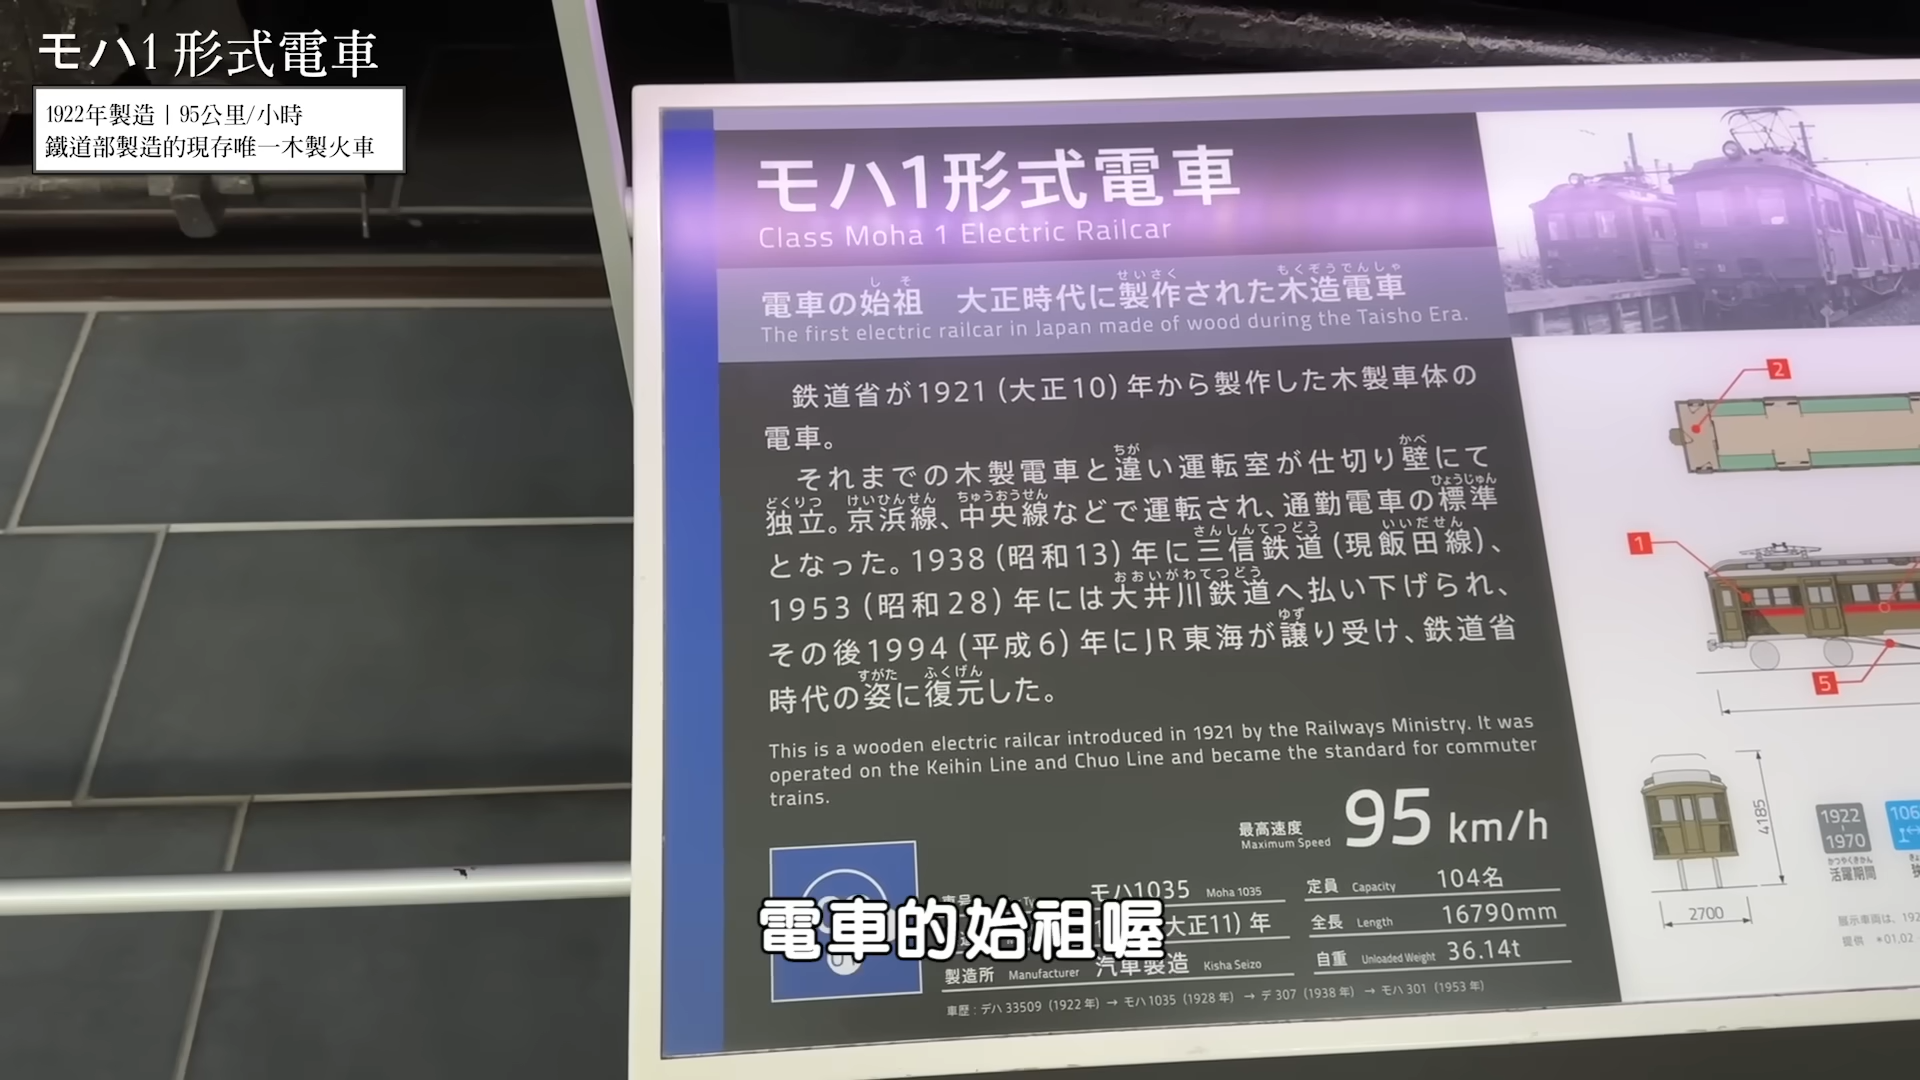 モハ1 形式電車
1922年製造｜95公里/小時
鐵道部製造的現存唯一木製火車
モハ1形式電車
Class Moha 1 Electric Railcar
電車の始祖 大正時代に製作された木造電車
The first electric railcar in Japan made of wood during the Taisho Era.
鉄道省が1921(大正10)年から製作した木製車体の
電車。
それまでの木製電車と違い運転室が仕切り壁にて
独立。京浜線、中央線などで運転され、通勤電車の標準
となった。1938(昭和13)年に三信鉄道(現飯田線)、
1953(昭和28)年には大井川鉄道へ払い下げられ、
その後1994(平成6)年にJR東海が譲り受け、鉄道省
時代の姿に復元した。
This is a wooden electric railcar introduced in 1921 by the Railways Ministry. It was
operated on the Keihin Line and Chuo Line and became the standard for commuter
trains.
最高速度 Maximum Speed 95 km/h
モハ1035 Moha 1035
大正11)年
製造所 Manufacturer 汽車製造 Kisha Seizo
定員 Capacity 104名
全長 Length 16790mm
自重 Unloaded Weight 36.14t
車歴：デハ33509(1922年)→モハ1035(1928年)→デ307(1938年)→モハ301(1953年)
電車的始祖喔
2
1
5
4185
2700
1922
1970
活躍期間
106
展示車両は、192
提供 *01,02